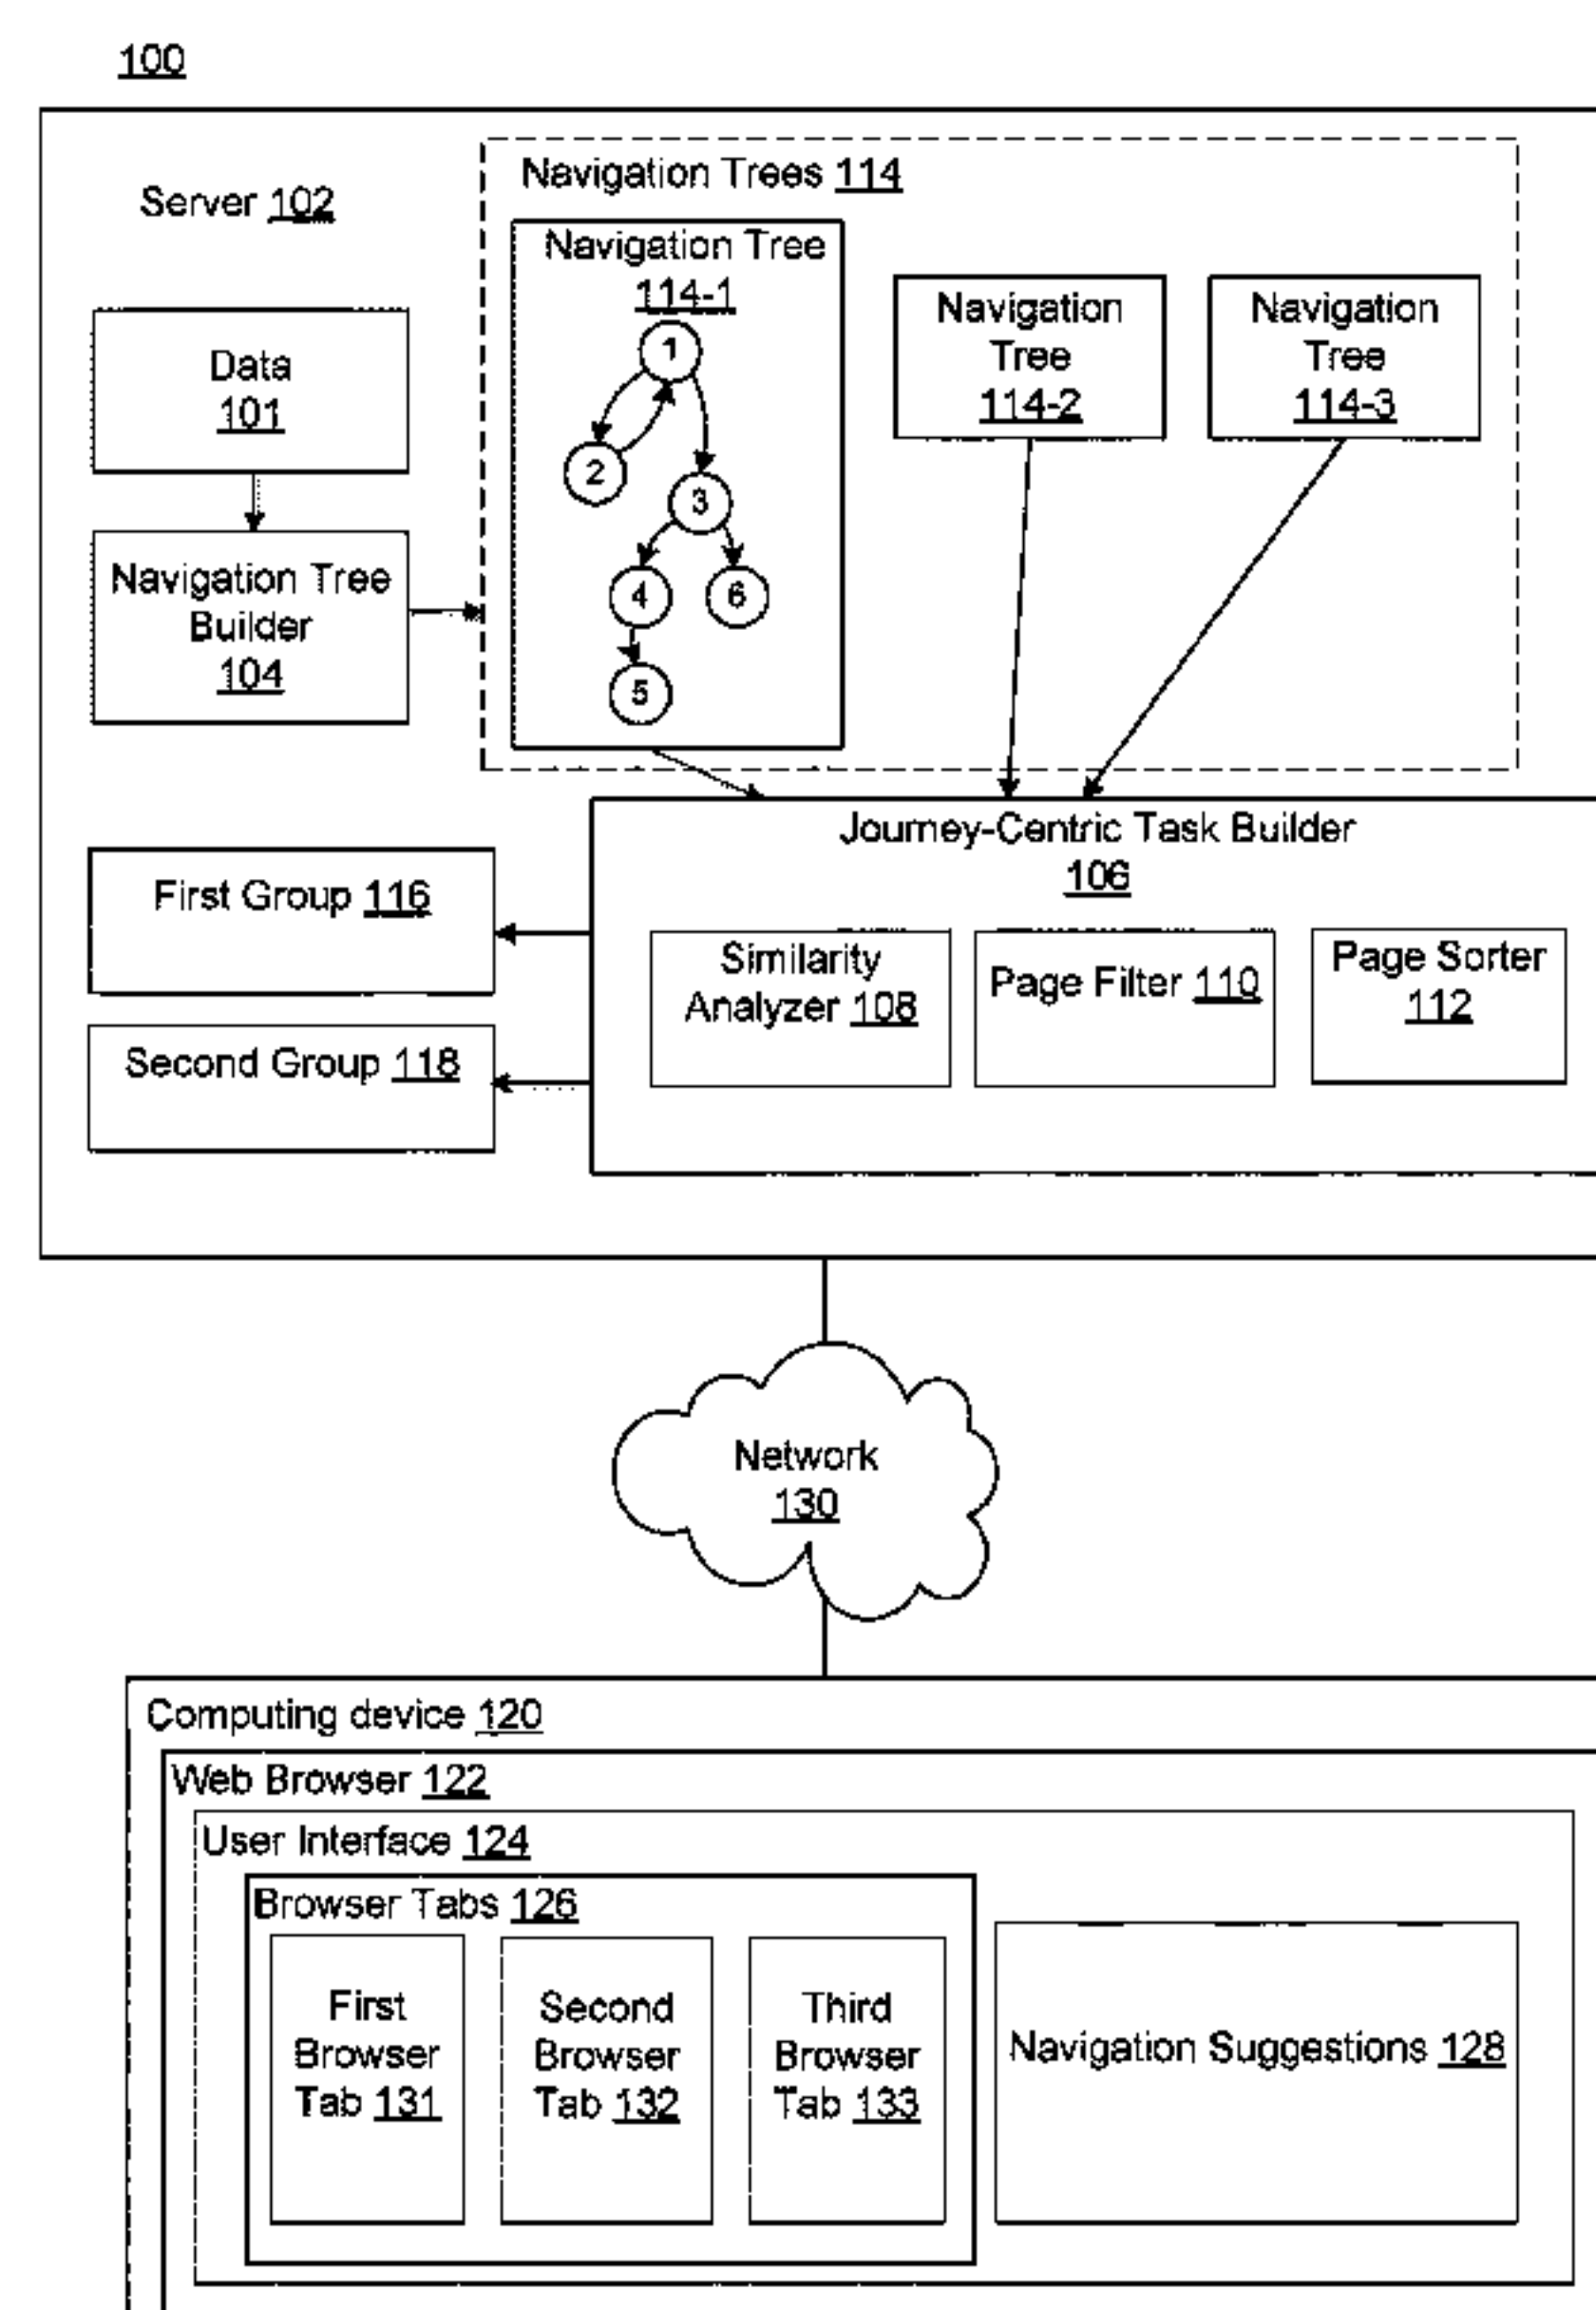 100
Server 102
Navigation Trees 114
Navigation Tree
114-1
1
2
3
4
6
5
Navigation
Tree
114-2
Navigation
Tree
114-3
Data
101
Navigation Tree
Builder
104
Journey-Centric Task Builder
106
Similarity
Analyzer 108
Page Filter 110
Page Sorter
112
First Group 116
Second Group 118
Network
130
Computing device 120
Web Browser 122
User Interface 124
Browser Tabs 126
First
Browser
Tab 131
Second
Browser
Tab 132
Third
Browser
Tab 133
Navigation Suggestions 128